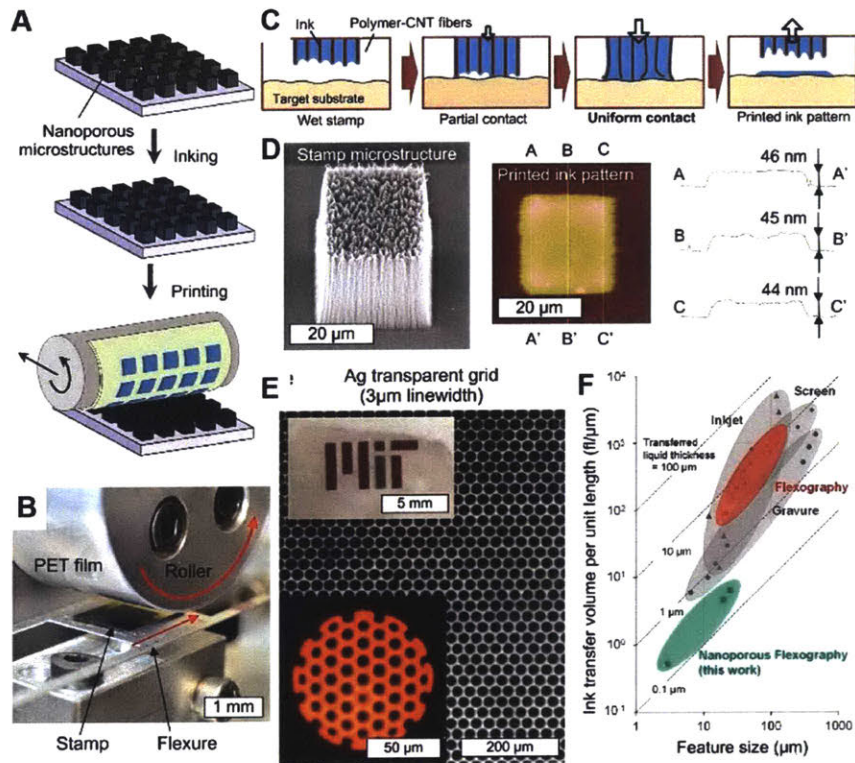 A
Nanoporous
microstructures
Inking
Printing
B
PET film
Roller
1 mm
Stamp
Flexure
C
Ink
Polymer-CNT fibers
Target substrate
Wet stamp
Partial contact
Uniform contact
Printed ink pattern
D
Stamp microstructure
20 µm
A B C
Printed ink pattern
20 µm
A' B' C'
A 46 nm A'
B 45 nm B'
C 44 nm C'
E
Ag transparent grid
(3µm linewidth)
MIT
5 mm
50 µm
200 µm
F
Ink transfer volume per unit length (fl/µm)
10⁴
10³
10²
10¹
10⁰
10⁻¹
Inkjet
Screen
Transferred
liquid thickness
= 100 µm
Flexography
Gravure
10 µm
1 µm
0.1 µm
Nanoporous Flexography
(this work)
1 10 100 1000
Feature size (µm)